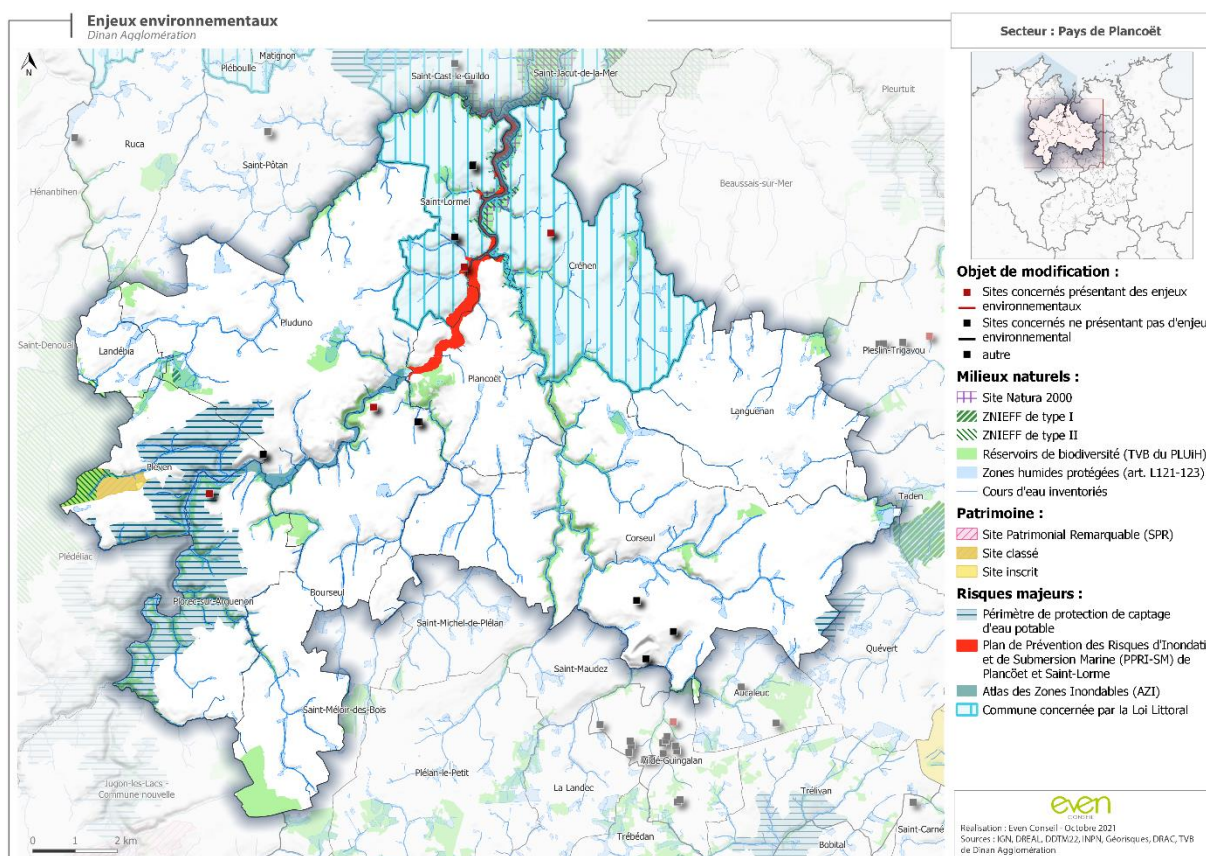 Enjeux environnementaux
Dinan Agglomération
Secteur : Pays de Plancoët
N
Matignon
Pléboulle
Saint-Cast-le-Guildo
Saint-Jacut-de-la-Mer
Pleurtuit
Ruca
Saint-Pôtan
Hénanbihen
Beaussais-sur-Mer
Saint-Lormel
Créhen
Pluduno
Saint-Denoual
Landébia
Pleslin-Trigavou
Plancoët
Languenan
Pléven
Taden
Plédéliac
Corseul
Bourseul
Plorec-sur-Arguenon
Saint-Michel-de-Plélan
Saint-Maudez
Quévert
Aucaleuc
Saint-Méloir-des-Bois
Plélan-le-Petit
La Landec
Trélivan
Jugon-les-Lacs -
Commune nouvelle
Trébédan
Bobital
Saint-Carné
0 1 2 km
Objet de modification :
Sites concernés présentant des enjeux
environnementaux
Sites concernés ne présentant pas d'enjeu
environmental
autre
Milieux naturels :
Site Natura 2000
ZNIEFF de type I
ZNIEFF de type II
Réservoirs de biodiversité (TVB du PLUiH)
Zones humides protégées (art. L121-123)
Cours d'eau inventoriés
Patrimoine :
Site Patrimonial Remarquable (SPR)
Site classé
Site inscrit
Risques majeurs :
Périmètre de protection de captage
d'eau potable
Plan de Prévention des Risques d'Inondati
et de Submersion Marine (PPRI-SM) de
Plancöet et Saint-Lorme
Atlas des Zones Inondables (AZI)
Commune concernée par la Loi Littoral
even
CONSEIL
Réalisation : Even Conseil - Octobre 2021
Sources : IGN, DREAL, DDTM22, INPN, Géorisques, DRAC, TVB
de Dinan Agglomération